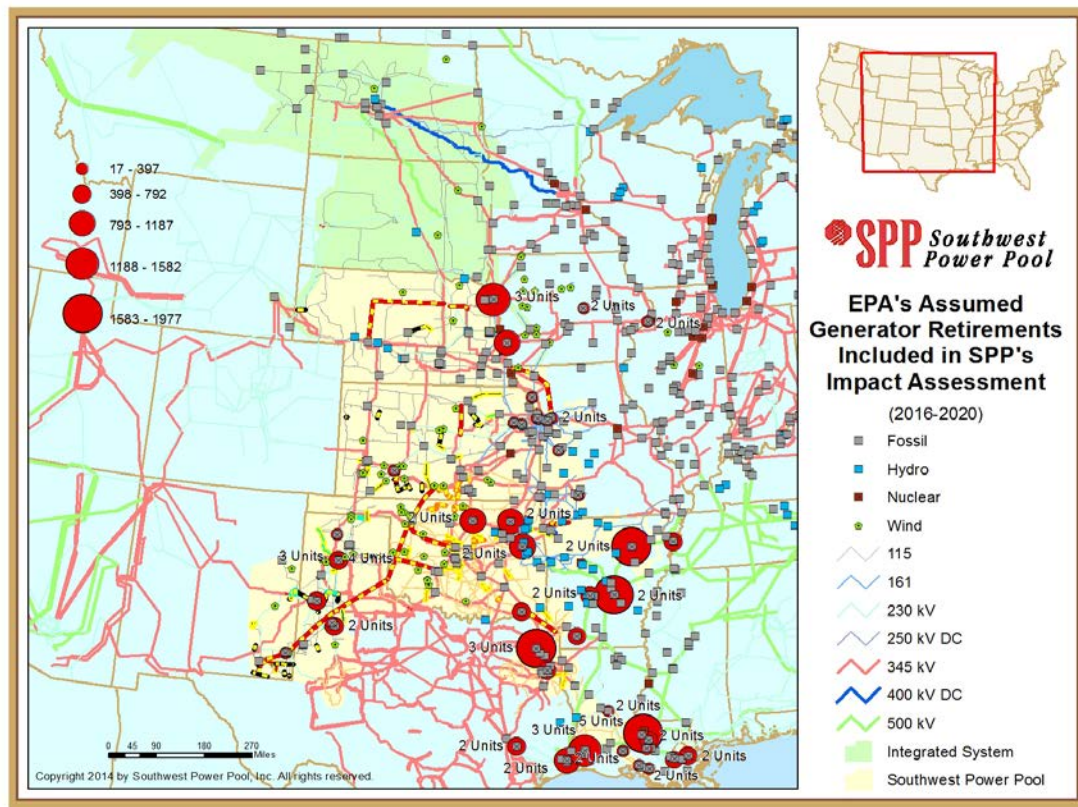 17 - 397
398 - 792
793 - 1187
1188 - 1582
1583 - 1977
3 Units
2 Units
2 Units
2 Units
2 Units
2 Units
2 Units
2 Units
3 Units
4 Units
2 Units
2 Units
2 Units
3 Units
2 Units
5 Units
3 Units
2 Units
2 Units
2 Units
2 Units
2 Units
2 Units
0 45 90 180 270
Miles
Copyright 2014 by Southwest Power Pool, Inc. All rights reserved.
SPP Southwest
Power Pool
EPA's Assumed
Generator Retirements
Included in SPP's
Impact Assessment
(2016-2020)
Fossil
Hydro
Nuclear
Wind
115
161
230 kV
250 kV DC
345 kV
400 kV DC
500 kV
Integrated System
Southwest Power Pool